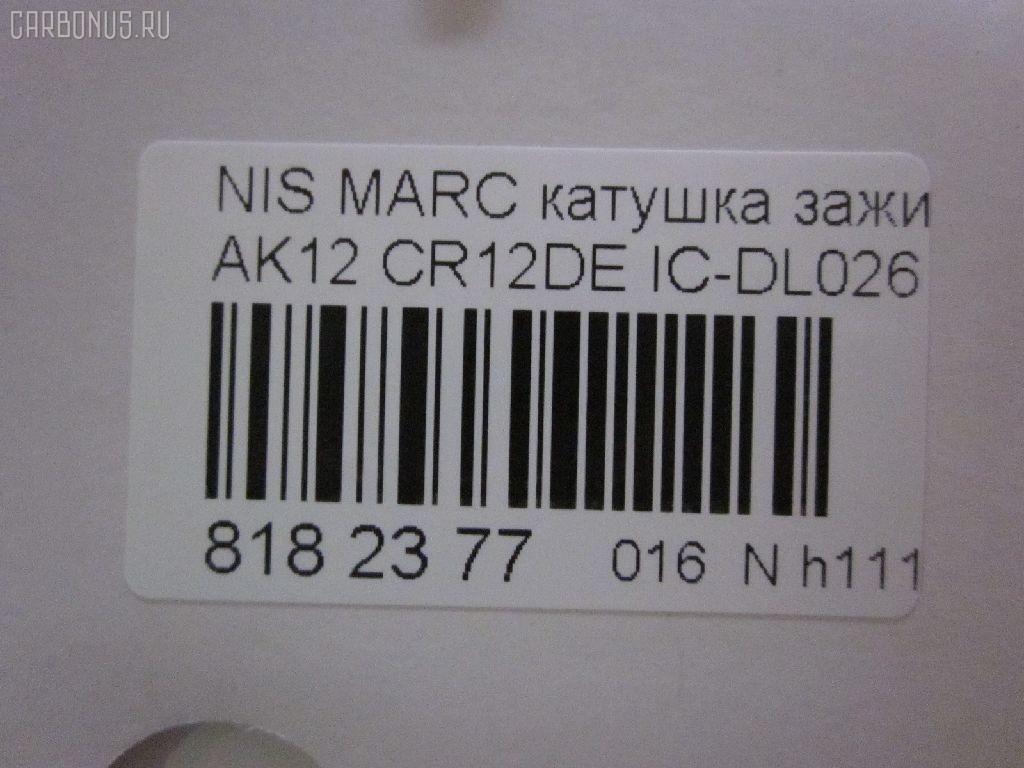 CARBONUS.RU
NIS MARC катушка зажи
AK12 CR12DE IC-DL026
818 23 77 016 N h111